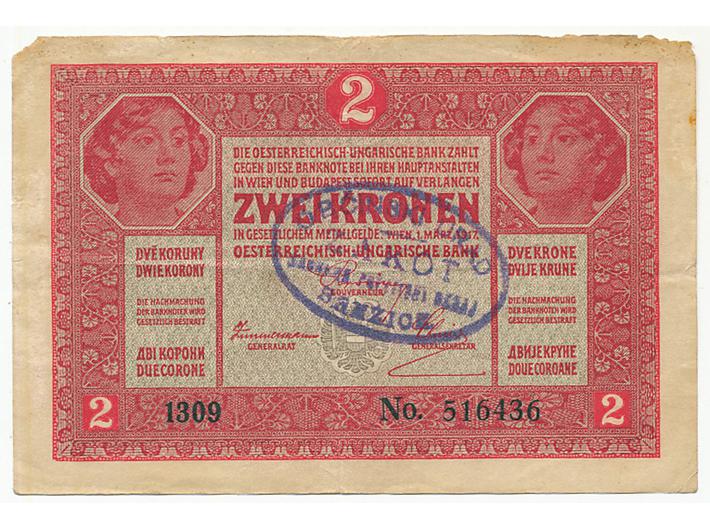 2
DIE OESTERREICHISCH-UNGARISCHE BANK ZAHLT
GEGEN DIESE BANKNOTE BEI IHREN HAUPTANSTALTEN
IN WIEN UND BUDAPEST SOFORT AUF VERLANGEN
ZWEI KRONEN
IN GESETZLICHEM METALLGELDE. WIEN, 1. MÄRZ 1917.
OESTERREICHISCH-UNGARISCHE BANK
GOUVERNEUR
GENERALRAT
GENERALSEKRETÄR
DVĚ KORUNY
DWIE KORONY
DIE NACHMACHUNG
DER BANKNOTEN WIRD
GESETZLICH BESTRAFT
ДВІ КОРОНИ
DUE CORONE
DVE KRONE
DVIJE KRUNE
DIE NACHMACHUNG
DER BANKNOTEN WIRD
GESETZLICH BESTRAFT
ДВИЈЕ КРУНЕ
DOUE COROANE
2
1309
No. 516436
2